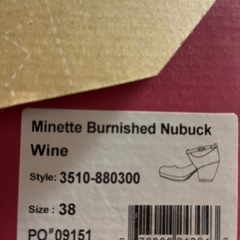 Minette Burnished Nubuck
Wine
Style: 3510-880300
Size : 38
PO#09151